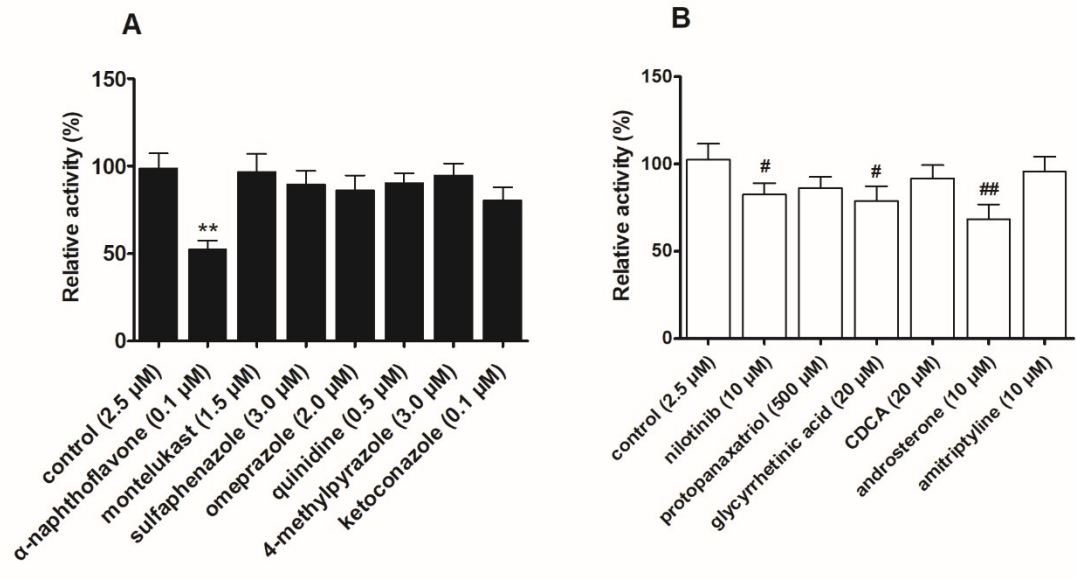 A
Relative activity (%)
150
100
50
0
**
control (2.5 μM)
α-naphthoflavone (0.1 μM)
montelukast (1.5 μM)
sulfaphenazole (3.0 μM)
omeprazole (2.0 μM)
quinidine (0.5 μM)
4-methylpyrazole (3.0 μM)
ketoconazole (0.1 μM)
B
Relative activity (%)
150
100
50
0
#
#
##
control (2.5 μM)
nilotinib (10 μM)
protopanaxatriol (500 μM)
glycyrrhetinic acid (20 μM)
CDCA (20 μM)
androsterone (10 μM)
amitriptyline (10 μM)